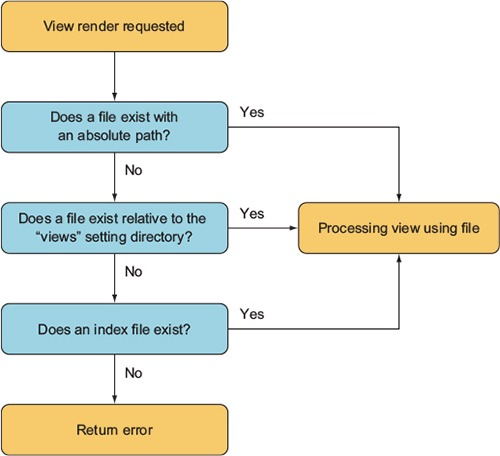 View render requested
Does a file exist with
an absolute path?
Yes
No
Does a file exist relative to the
“views” setting directory?
Yes
Processing view using file
No
Does an index file exist?
Yes
No
Return error